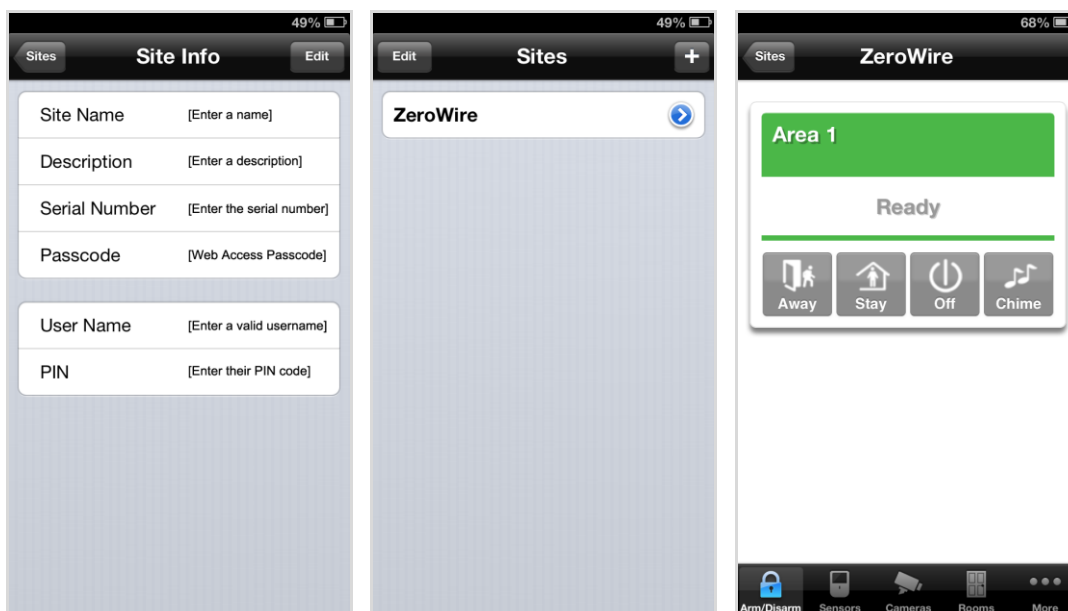 49%
Sites
Site Info
Edit
Site Name [Enter a name]
Description [Enter a description]
Serial Number [Enter the serial number]
Passcode [Web Access Passcode]
User Name [Enter a valid username]
PIN [Enter their PIN code]
49%
Edit
Sites
+
ZeroWire
68%
Sites
ZeroWire
Area 1
Ready
Away
Stay
Off
Chime
Arm/Disarm
Sensors
Cameras
Rooms
More